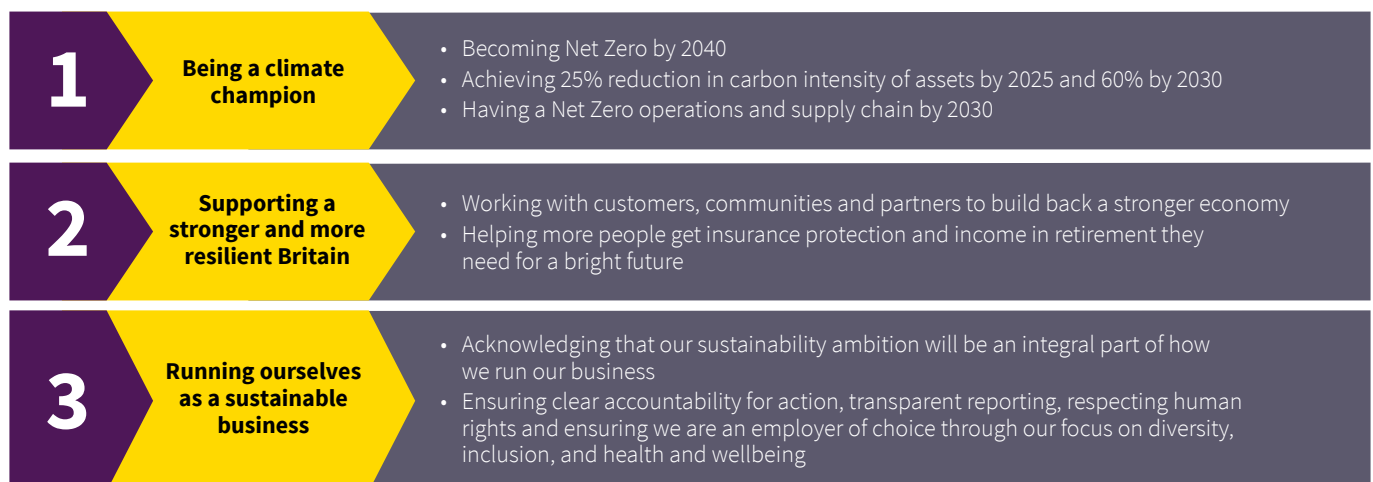 1
Being a climate
champion
• Becoming Net Zero by 2040
• Achieving 25% reduction in carbon intensity of assets by 2025 and 60% by 2030
• Having a Net Zero operations and supply chain by 2030
2
Supporting a
stronger and more
resilient Britain
• Working with customers, communities and partners to build back a stronger economy
• Helping more people get insurance protection and income in retirement they
need for a bright future
3
Running ourselves
as a sustainable
business
• Acknowledging that our sustainability ambition will be an integral part of how
we run our business
• Ensuring clear accountability for action, transparent reporting, respecting human
rights and ensuring we are an employer of choice through our focus on diversity,
inclusion, and health and wellbeing